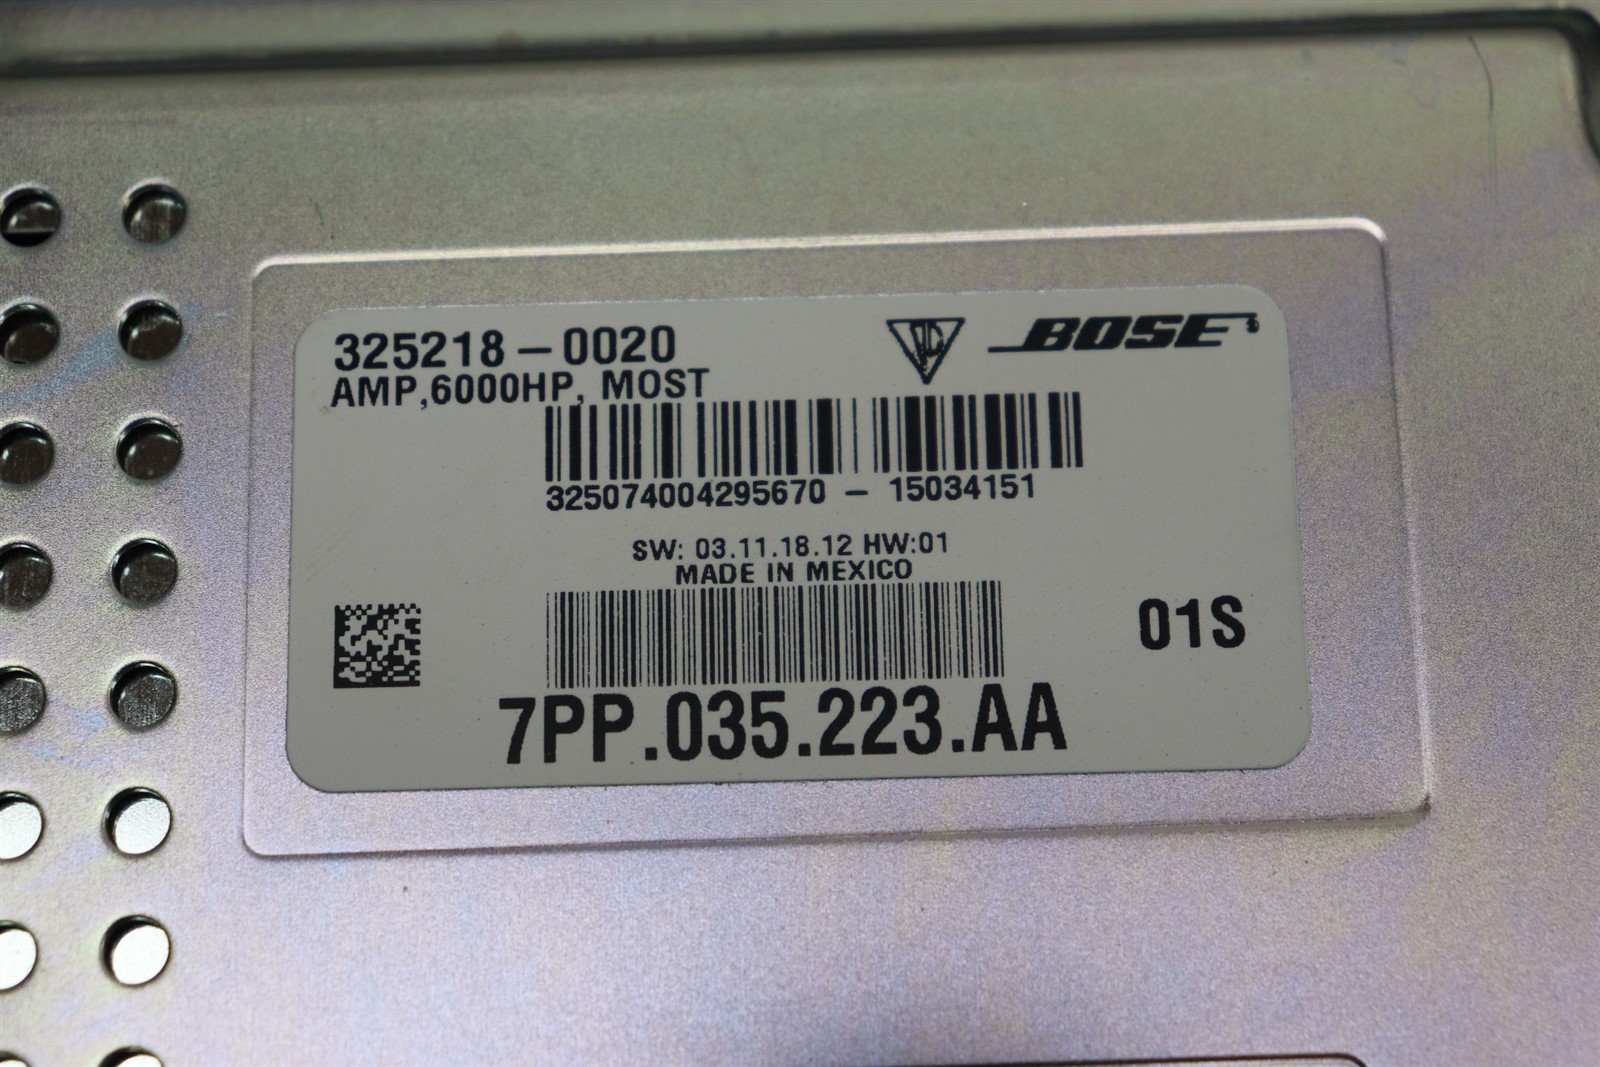 325218-0020
BOSE
AMP,6000HP, MOST
325074004295670 - 15034151
SW: 03.11.18.12 HW:01
MADE IN MEXICO
01S
7PP.035.223.AA